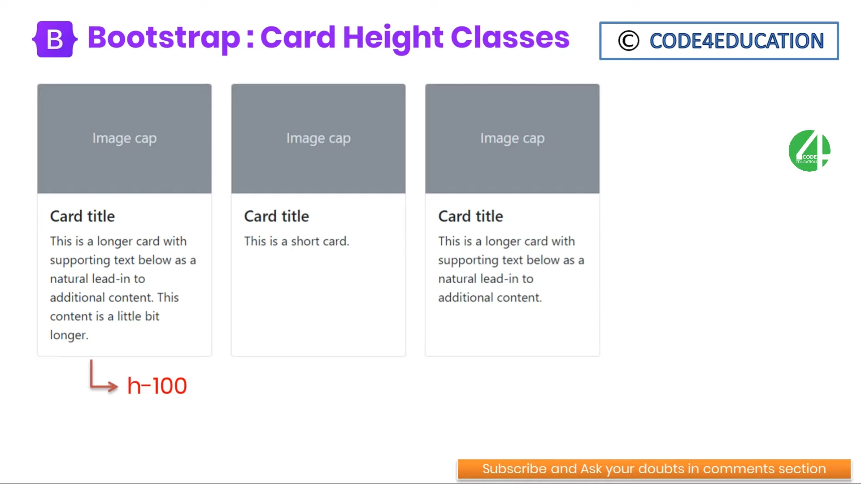 B Bootstrap : Card Height Classes
© CODE4EDUCATION
Image cap
Card title
This is a longer card with
supporting text below as a
natural lead-in to
additional content. This
content is a little bit
longer.
Image cap
Card title
This is a short card.
Image cap
Card title
This is a longer card with
supporting text below as a
natural lead-in to
additional content.
4
CODE
h-100
Subscribe and Ask your doubts in comments section